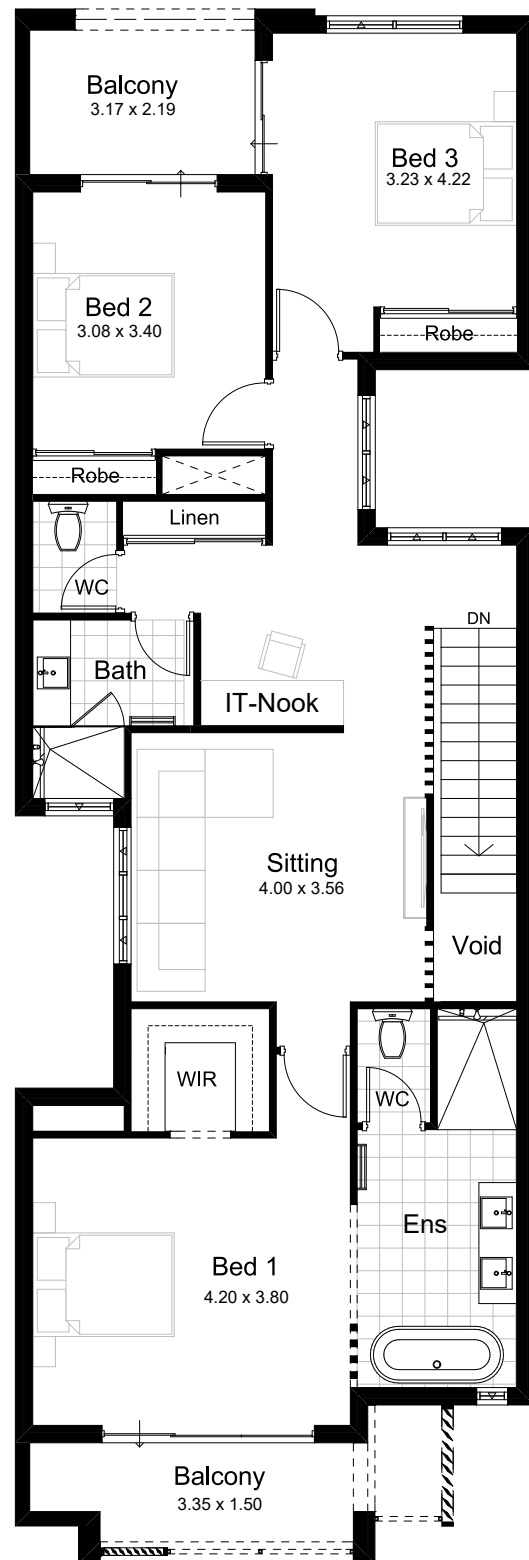 Balcony
3.17 x 2.19
Bed 3
3.23 x 4.22
Bed 2
3.08 x 3.40
Robe
Robe
Linen
WC
DN
Bath
IT-Nook
Sitting
4.00 x 3.56
Void
WIR
WC
Ens
Bed 1
4.20 x 3.80
Balcony
3.35 x 1.50